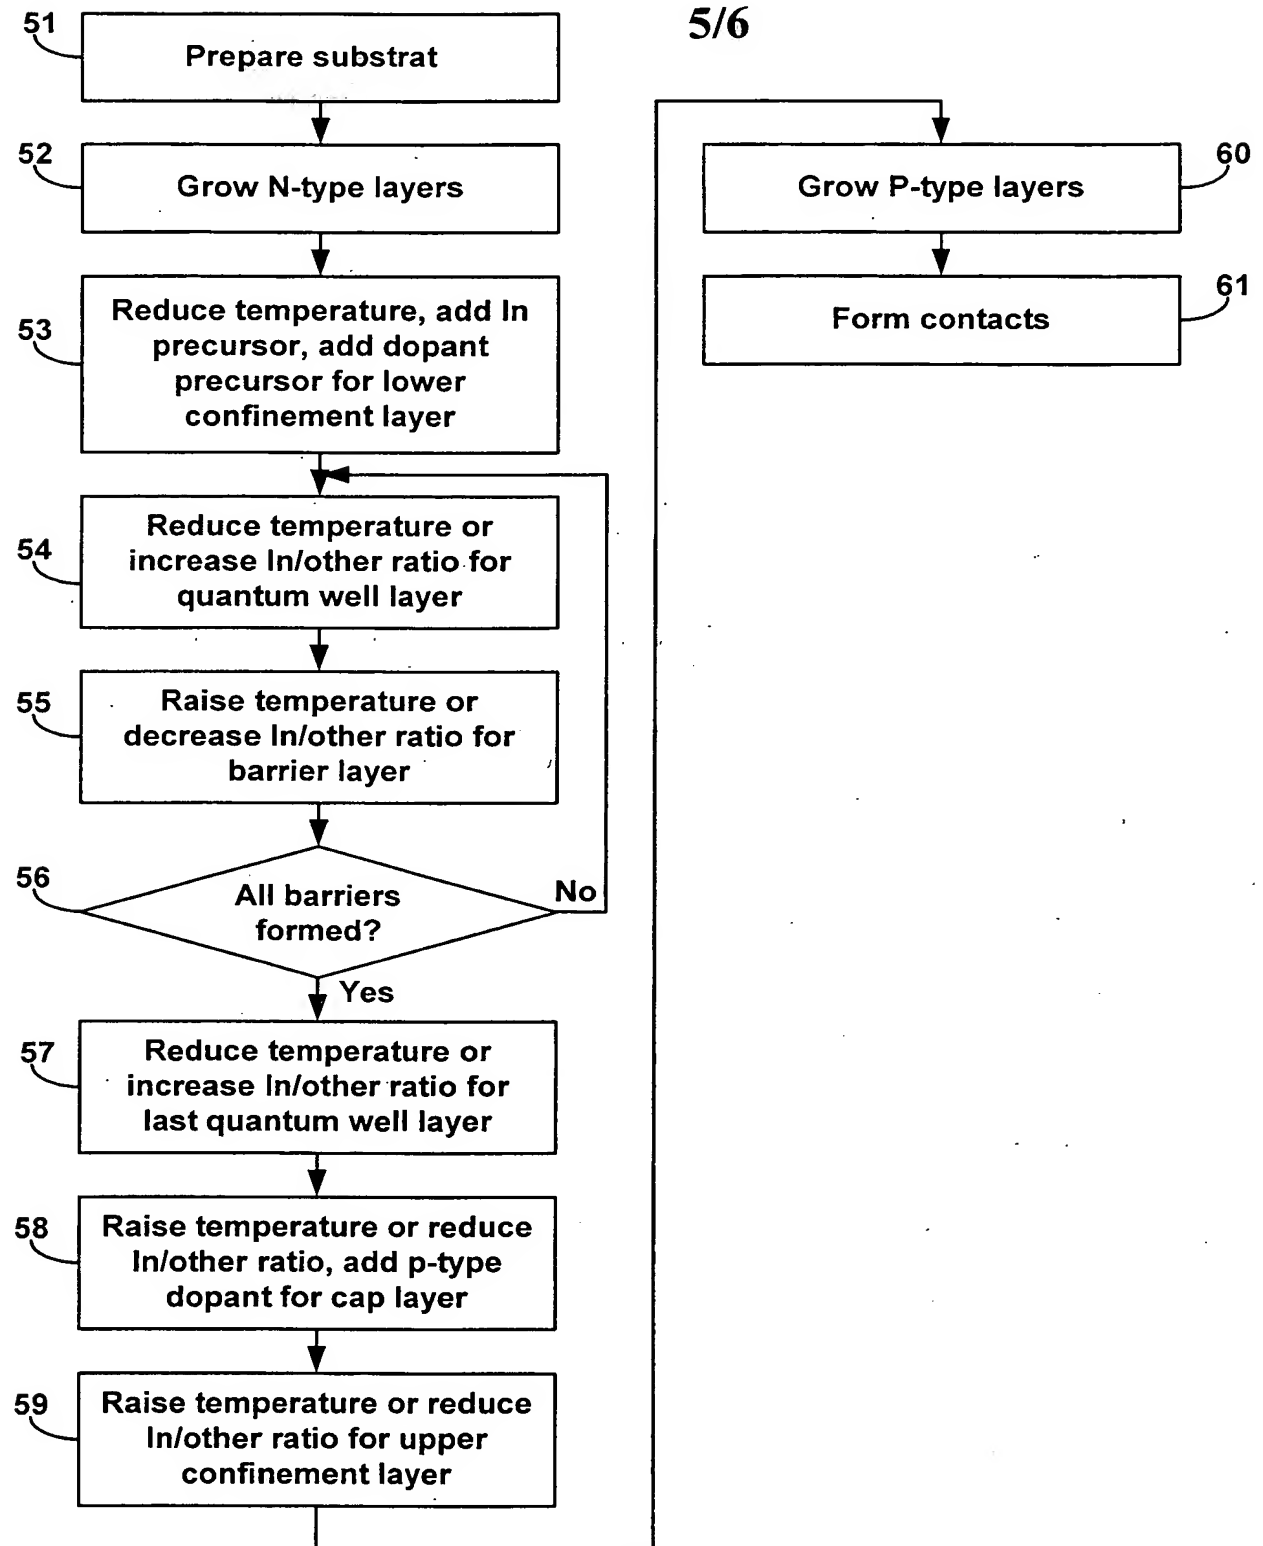 5/6
51
Prepare substrat
52
Grow N-type layers
53
Reduce temperature, add In
precursor, add dopant
precursor for lower
confinement layer
54
Reduce temperature or
increase In/other ratio for
quantum well layer
55
Raise temperature or
decrease In/other ratio for
barrier layer
56
All barriers
formed?
No
Yes
57
Reduce temperature or
increase In/other ratio for
last quantum well layer
58
Raise temperature or reduce
In/other ratio, add p-type
dopant for cap layer
59
Raise temperature or reduce
In/other ratio for upper
confinement layer
60
Grow P-type layers
61
Form contacts